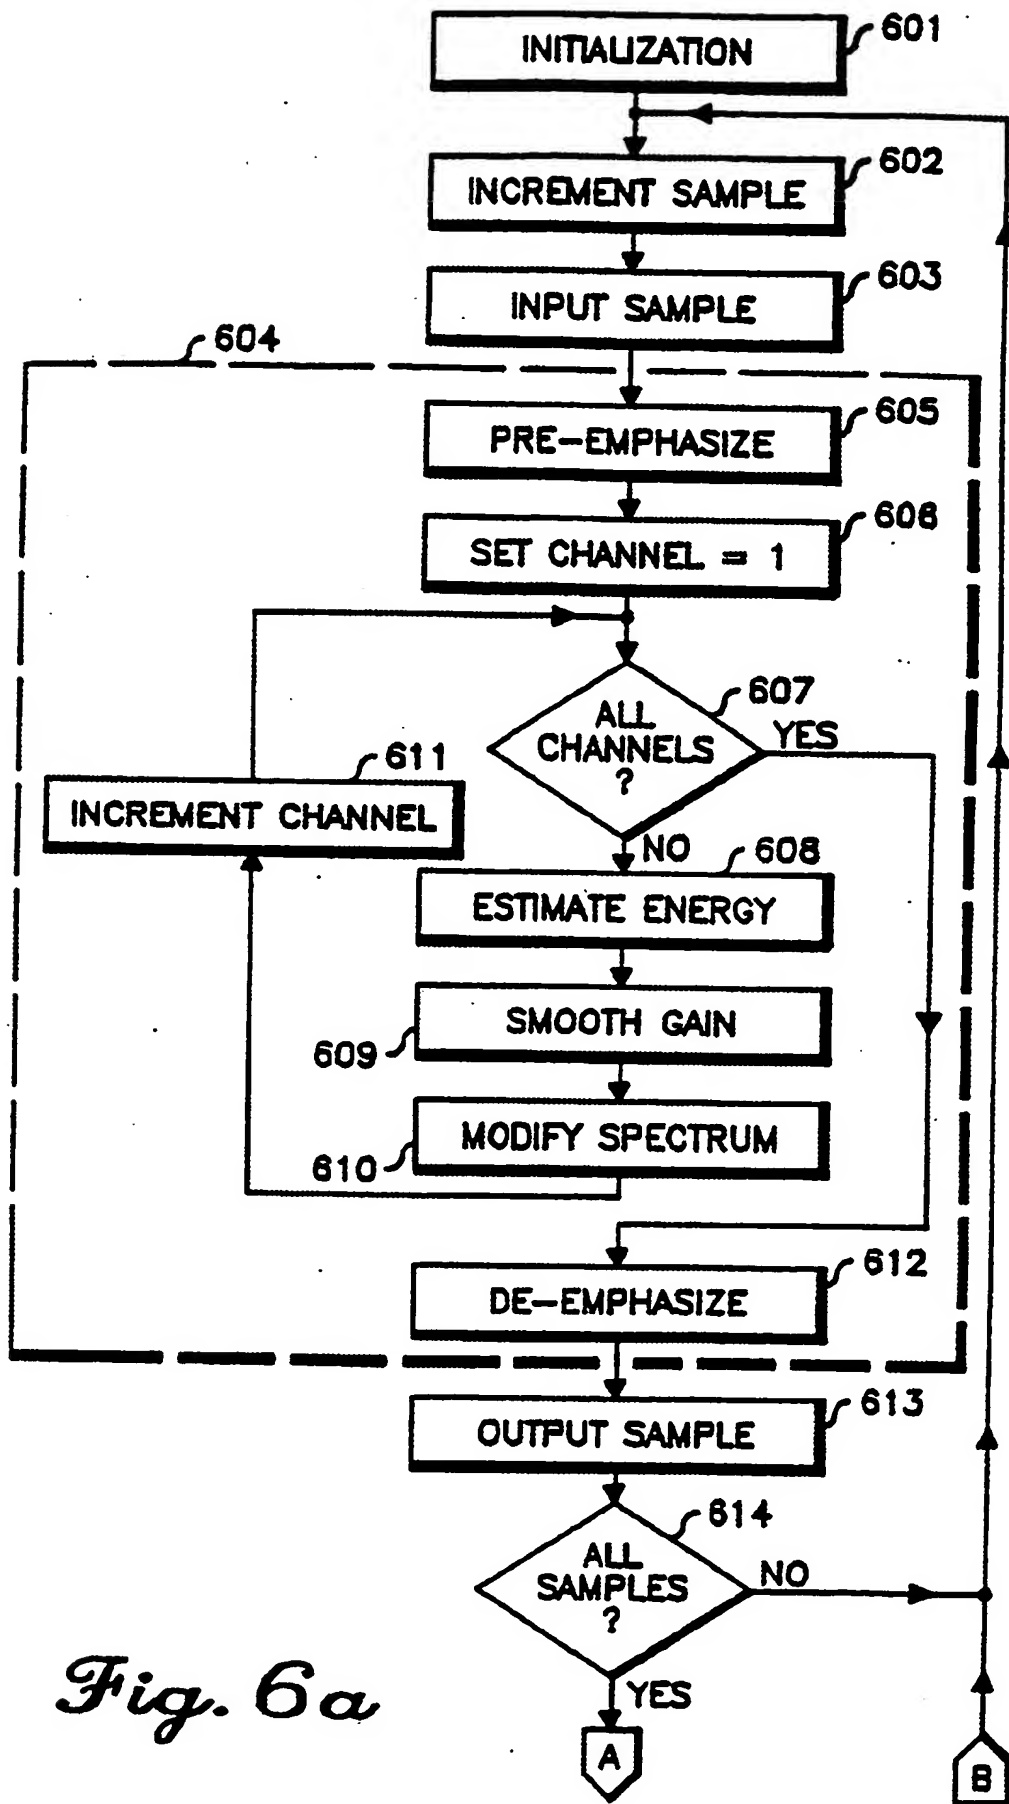 INITIALIZATION
601
INCREMENT SAMPLE
602
INPUT SAMPLE
603
604
PRE-EMPHASIZE
605
SET CHANNEL = 1
606
ALL
CHANNELS
?
607
YES
NO
INCREMENT CHANNEL
611
ESTIMATE ENERGY
608
SMOOTH GAIN
609
MODIFY SPECTRUM
610
DE-EMPHASIZE
612
OUTPUT SAMPLE
613
ALL
SAMPLES
?
614
NO
YES
A
B
Fig. 6a